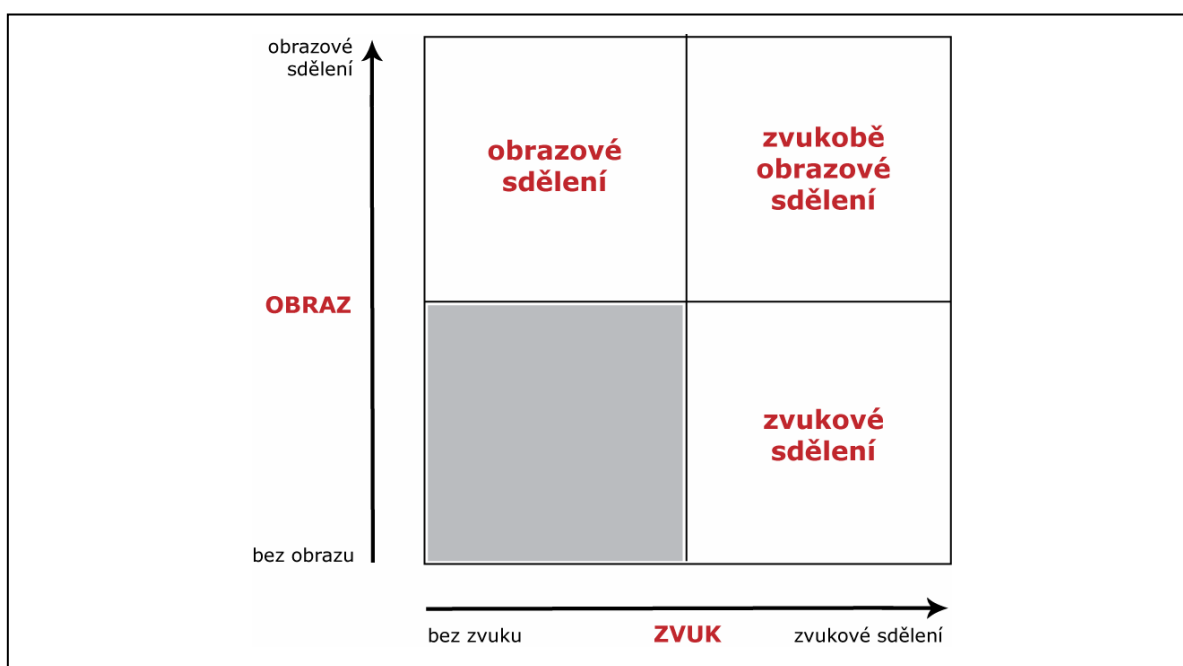 obrazové
sdělení
obrazové
sdělení
zvukobě
obrazové
sdělení
OBRAZ
zvukové
sdělení
bez obrazu
bez zvuku
ZVUK
zvukové sdělení